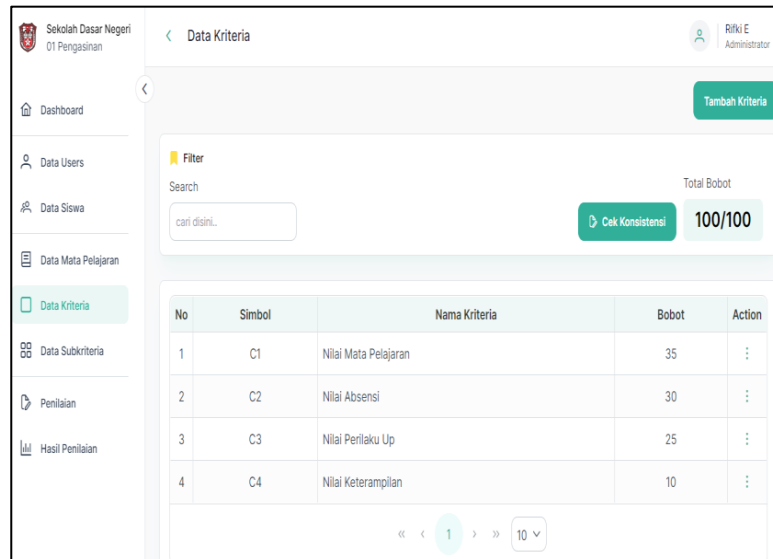 Sekolah Dasar Negeri
01 Pengasinan
Data Kriteria
Rifki E
Administrator
Dashboard
Data Users
Data Siswa
Data Mata Pelajaran
Data Kriteria
Data Subkriteria
Penilaian
Hasil Penilaian
Tambah Kriteria
Filter
Search
cari disini..
Cek Konsistensi
Total Bobot
100/100
No Simbol Nama Kriteria Bobot Action
1 C1 Nilai Mata Pelajaran 35
2 C2 Nilai Absensi 30
3 C3 Nilai Perilaku Up 25
4 C4 Nilai Keterampilan 10
« ‹ 1 › » 10